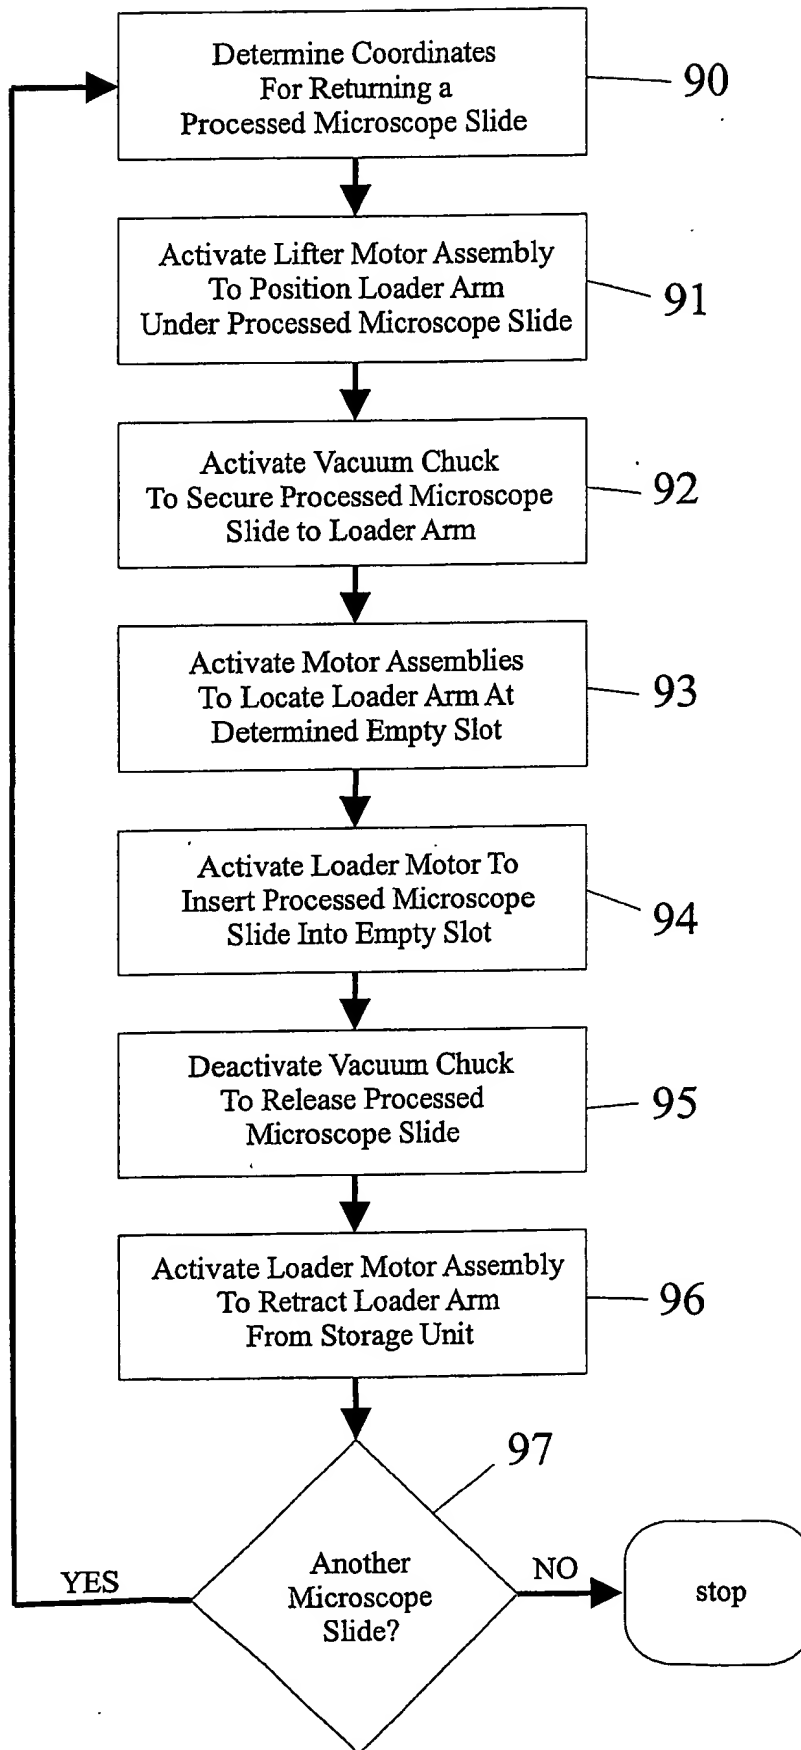 Determine Coordinates
For Returning a
Processed Microscope Slide
90
Activate Lifter Motor Assembly
To Position Loader Arm
Under Processed Microscope Slide
91
Activate Vacuum Chuck
To Secure Processed Microscope
Slide to Loader Arm
92
Activate Motor Assemblies
To Locate Loader Arm At
Determined Empty Slot
93
Activate Loader Motor To
Insert Processed Microscope
Slide Into Empty Slot
94
Deactivate Vacuum Chuck
To Release Processed
Microscope Slide
95
Activate Loader Motor Assembly
To Retract Loader Arm
From Storage Unit
96
97
Another
Microscope
Slide?
YES
NO
stop